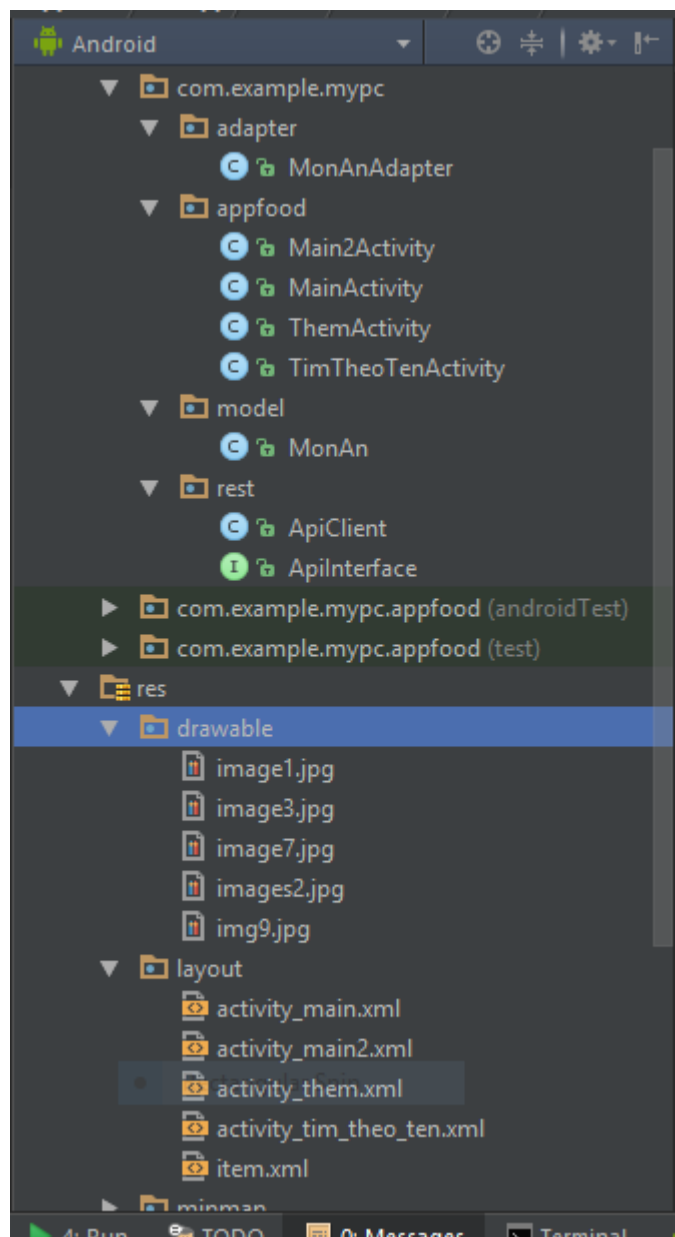 Android
com.example.mypc
adapter
MonAnAdapter
appfood
Main2Activity
MainActivity
ThemActivity
TimTheoTenActivity
model
MonAn
rest
ApiClient
ApiInterface
com.example.mypc.appfood (androidTest)
com.example.mypc.appfood (test)
res
drawable
image1.jpg
image3.jpg
image7.jpg
images2.jpg
img9.jpg
layout
activity_main.xml
activity_main2.xml
activity_them.xml
activity_tim_theo_ten.xml
item.xml
mipmap
4: Run TODO 0: Messages Terminal